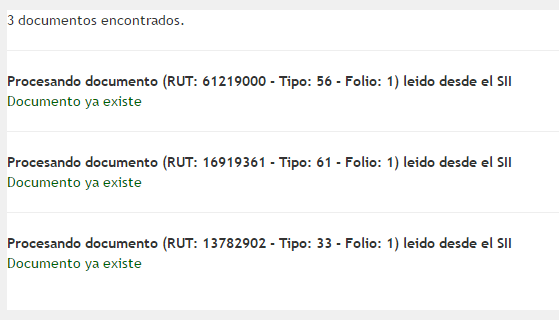 3 documentos encontrados.
Procesando documento (RUT: 61219000 - Tipo: 56 - Folio: 1) leido desde el SII
Documento ya existe
Procesando documento (RUT: 16919361 - Tipo: 61 - Folio: 1) leido desde el SII
Documento ya existe
Procesando documento (RUT: 13782902 - Tipo: 33 - Folio: 1) leido desde el SII
Documento ya existe